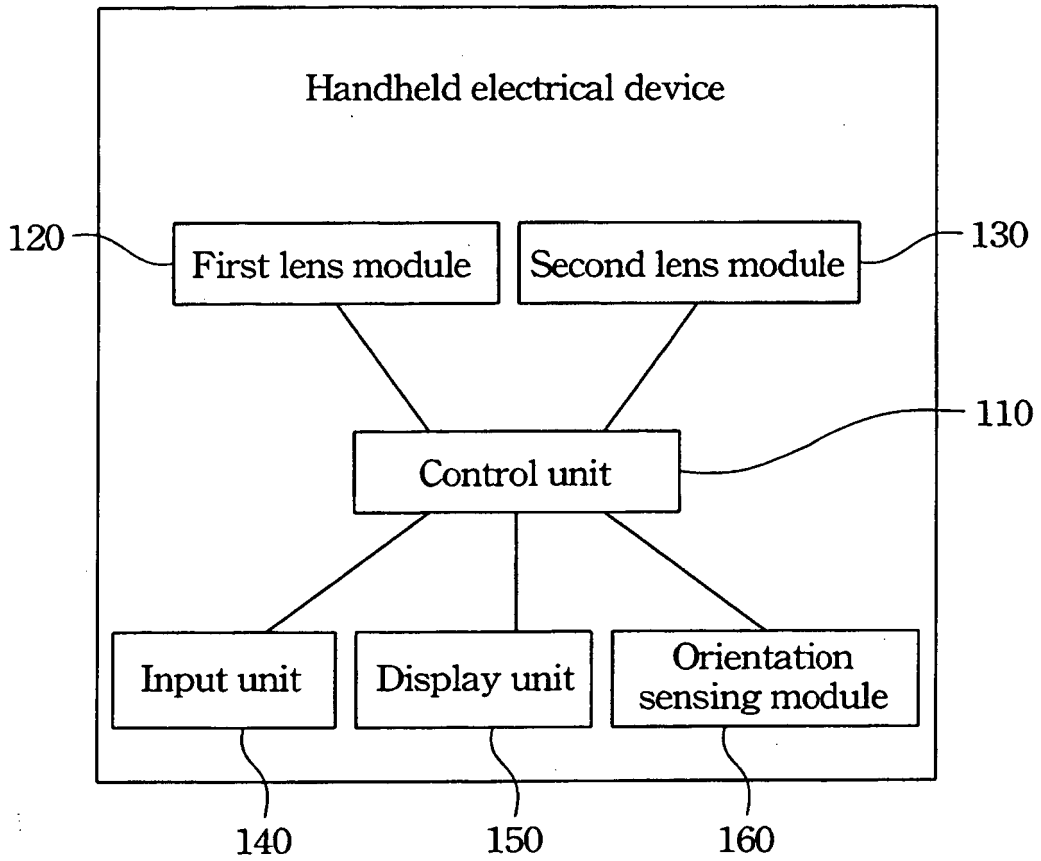 Handheld electrical device
120
First lens module
Second lens module
130
110
Control unit
Input unit
Display unit
Orientation
sensing module
140
150
160